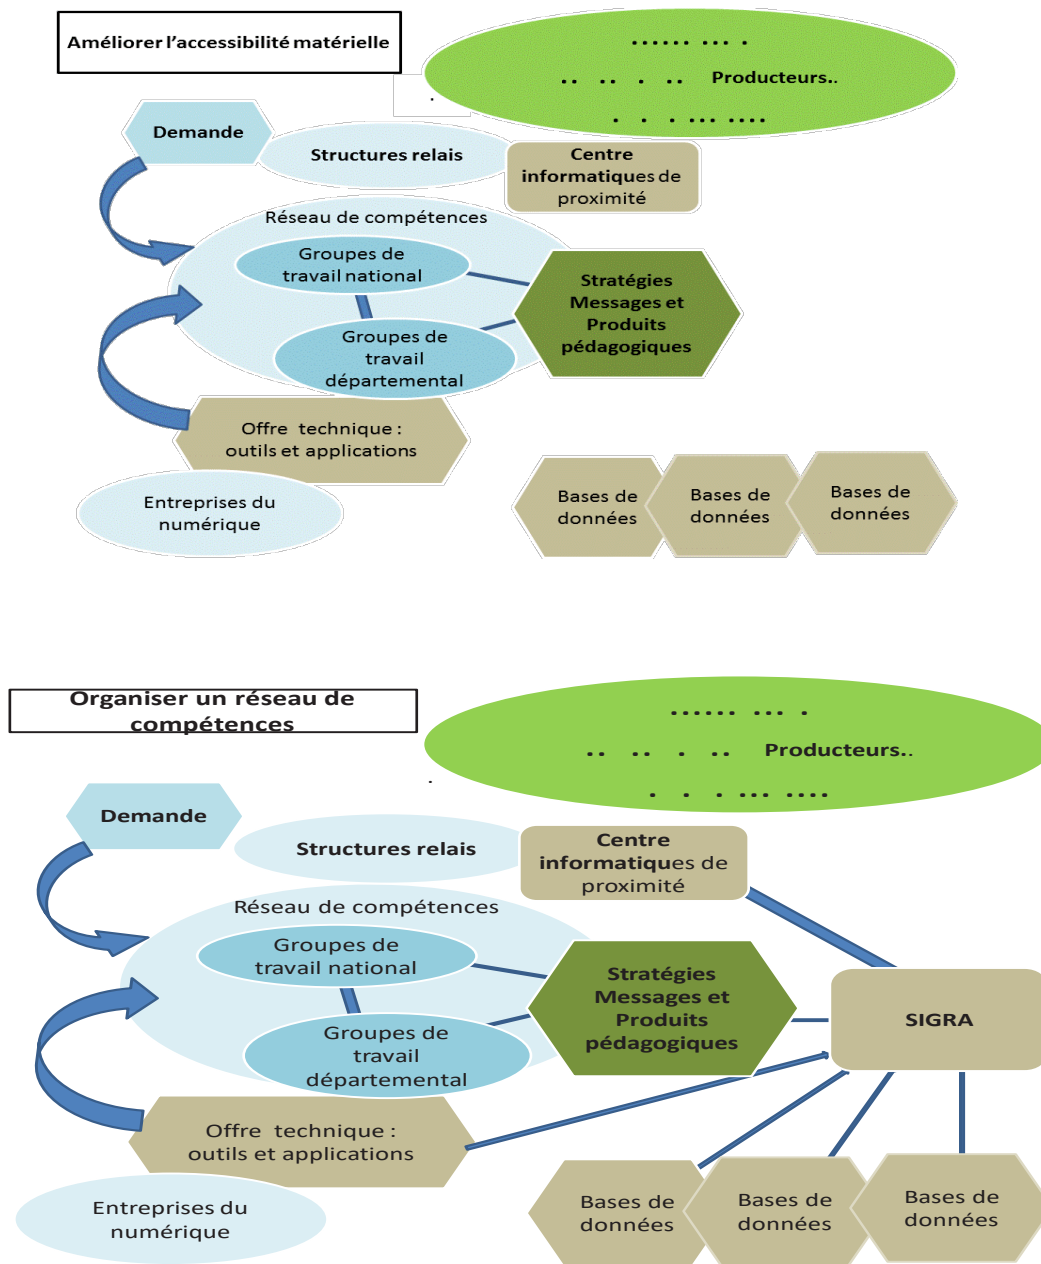 Améliorer l'accessibilité matérielle
...... ... .
.. .. . .. Producteurs..
. . . ... ....
.
Demande
Structures relais
Centre
informatiques de
proximité
Réseau de compétences
Groupes de
travail national
Stratégies
Messages et
Produits
pédagogiques
Groupes de
travail
départemental
Offre technique :
outils et applications
Entreprises du
numérique
Bases de
données
Bases de
données
Bases de
données
Organiser un réseau de
compétences
...... ... .
.. .. . .. Producteurs..
. . . ... ....
.
Demande
Structures relais
Centre
informatiques de
proximité
Réseau de compétences
Groupes de
travail national
Stratégies
Messages et
Produits
pédagogiques
SIGRA
Groupes de
travail
départemental
Offre technique :
outils et applications
Entreprises du
numérique
Bases de
données
Bases de
données
Bases de
données